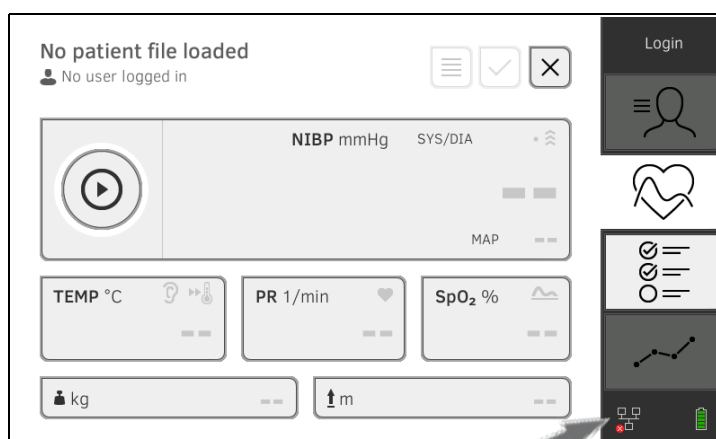 No patient file loaded
No user logged in
Login
NIBP mmHg SYS/DIA
-- --
MAP --
TEMP °C
--
PR 1/min
--
SpO₂ %
--
kg --
m --